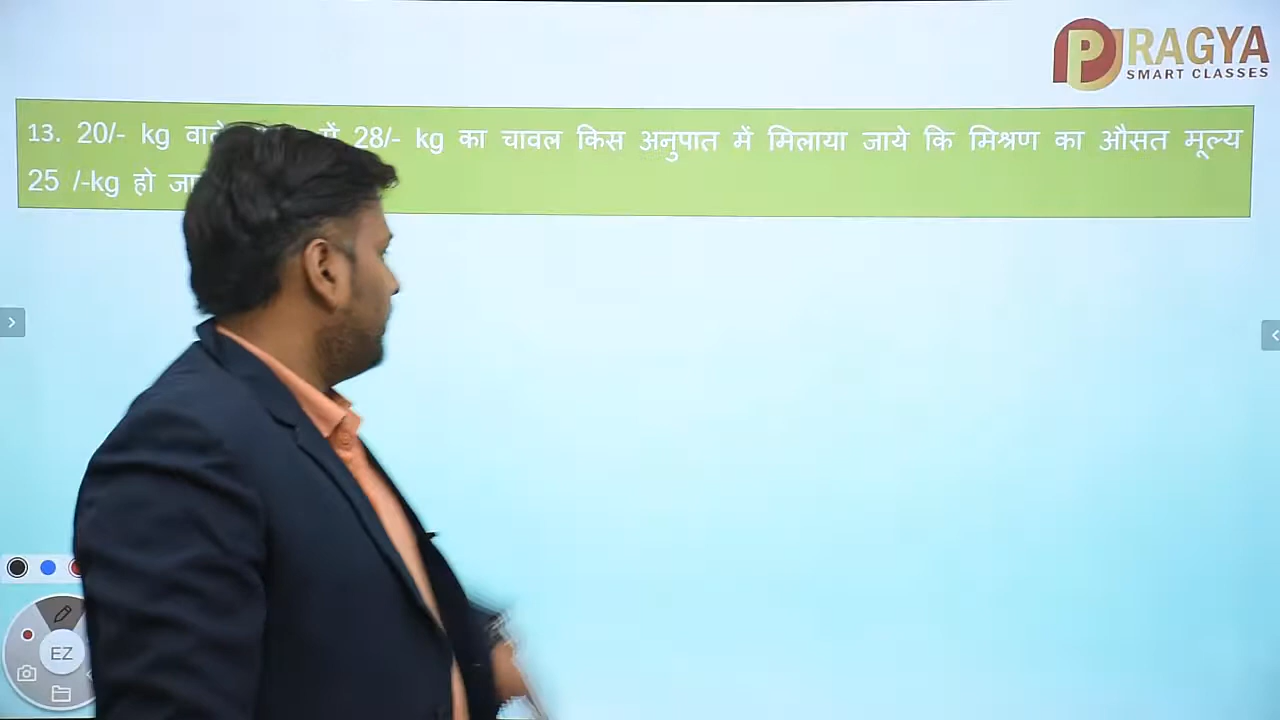 PRAGYA
SMART CLASSES
13. 20/- kg में 28/- kg का चावल किस अनुपात में मिलाया जाये कि मिश्रण का औसत मूल्य
25 /-kg हो
EZ